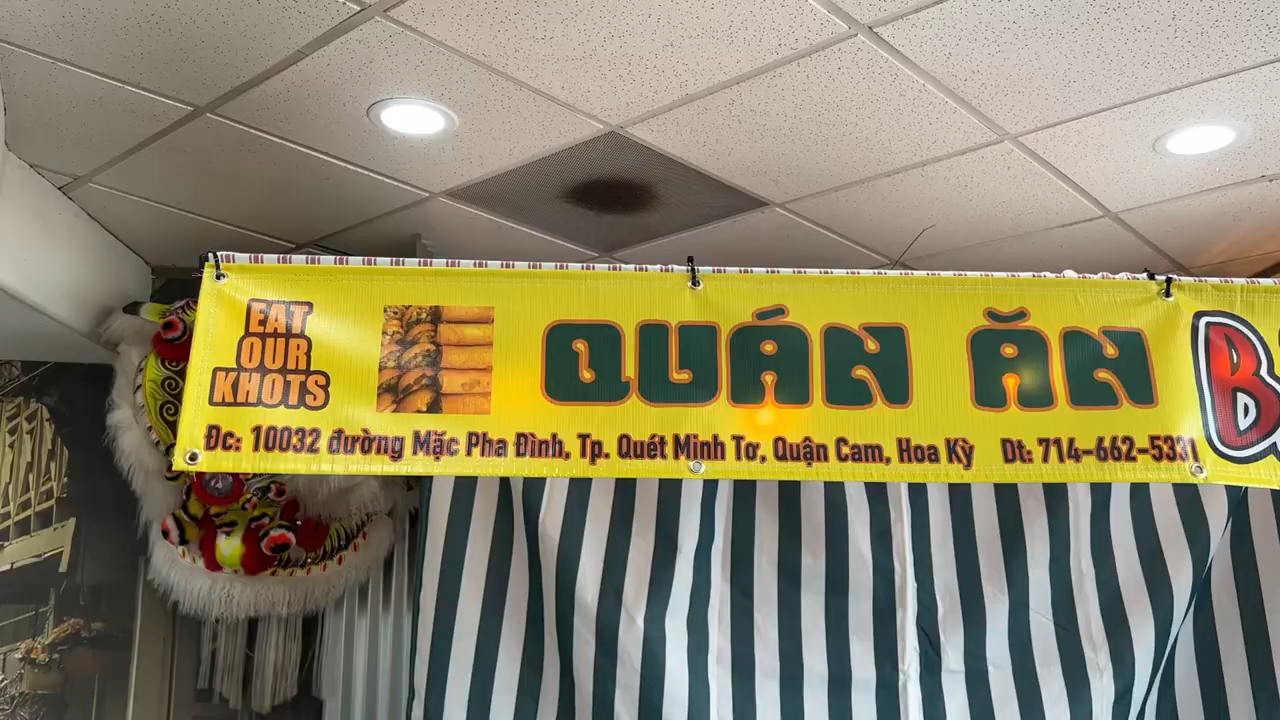 EAT
OUR
KHOTS
QUÁN ĂN
Đc: 10032 đường Mặc Pha Đình, Tp. Quét Minh Tơ, Quận Cam, Hoa Kỳ Dt: 714-662-5331